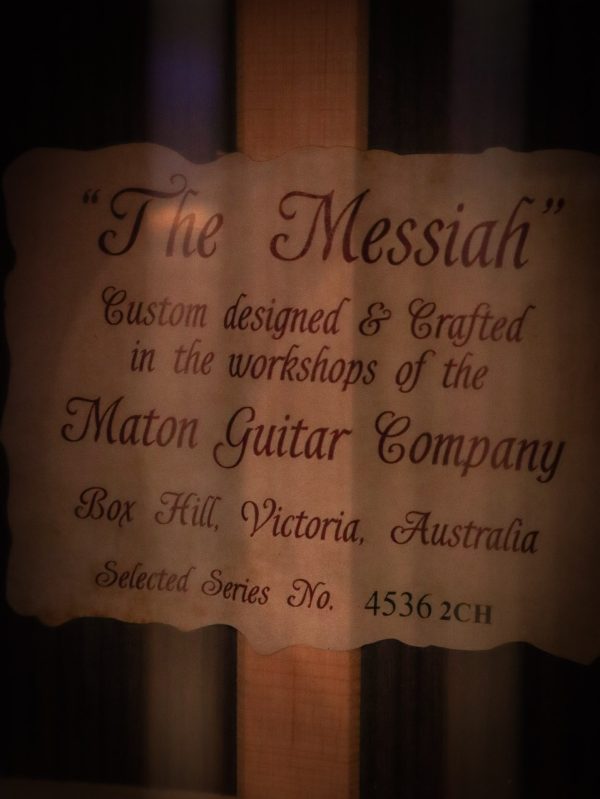 “The Messiah”
Custom designed & Crafted
in the workshops of the
Maton Guitar Company
Box Hill, Victoria, Australia
Selected Series No. 4536 2CH